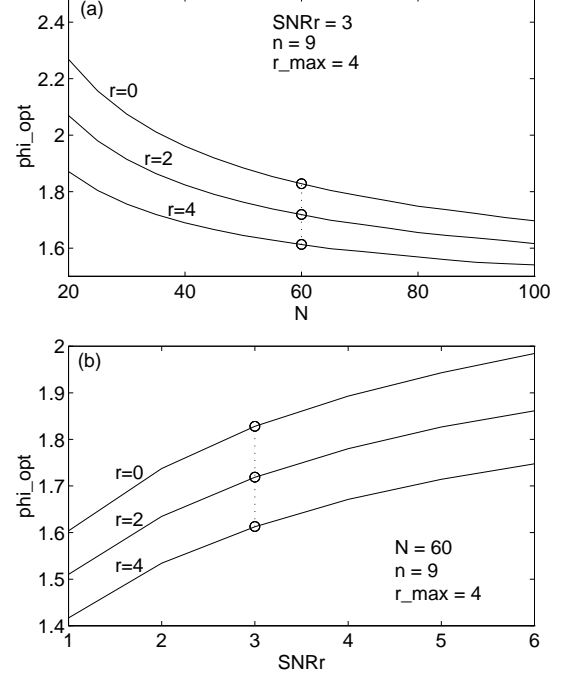 (a)
SNRr = 3
n = 9
r_max = 4
2.4
2.2
2
1.8
1.6
phi_opt
r=0
r=2
r=4
20
40
60
80
100
N
(b)
2
1.9
1.8
1.7
1.6
1.5
1.4
phi_opt
r=0
r=2
r=4
N = 60
n = 9
r_max = 4
1
2
3
4
5
6
SNRr